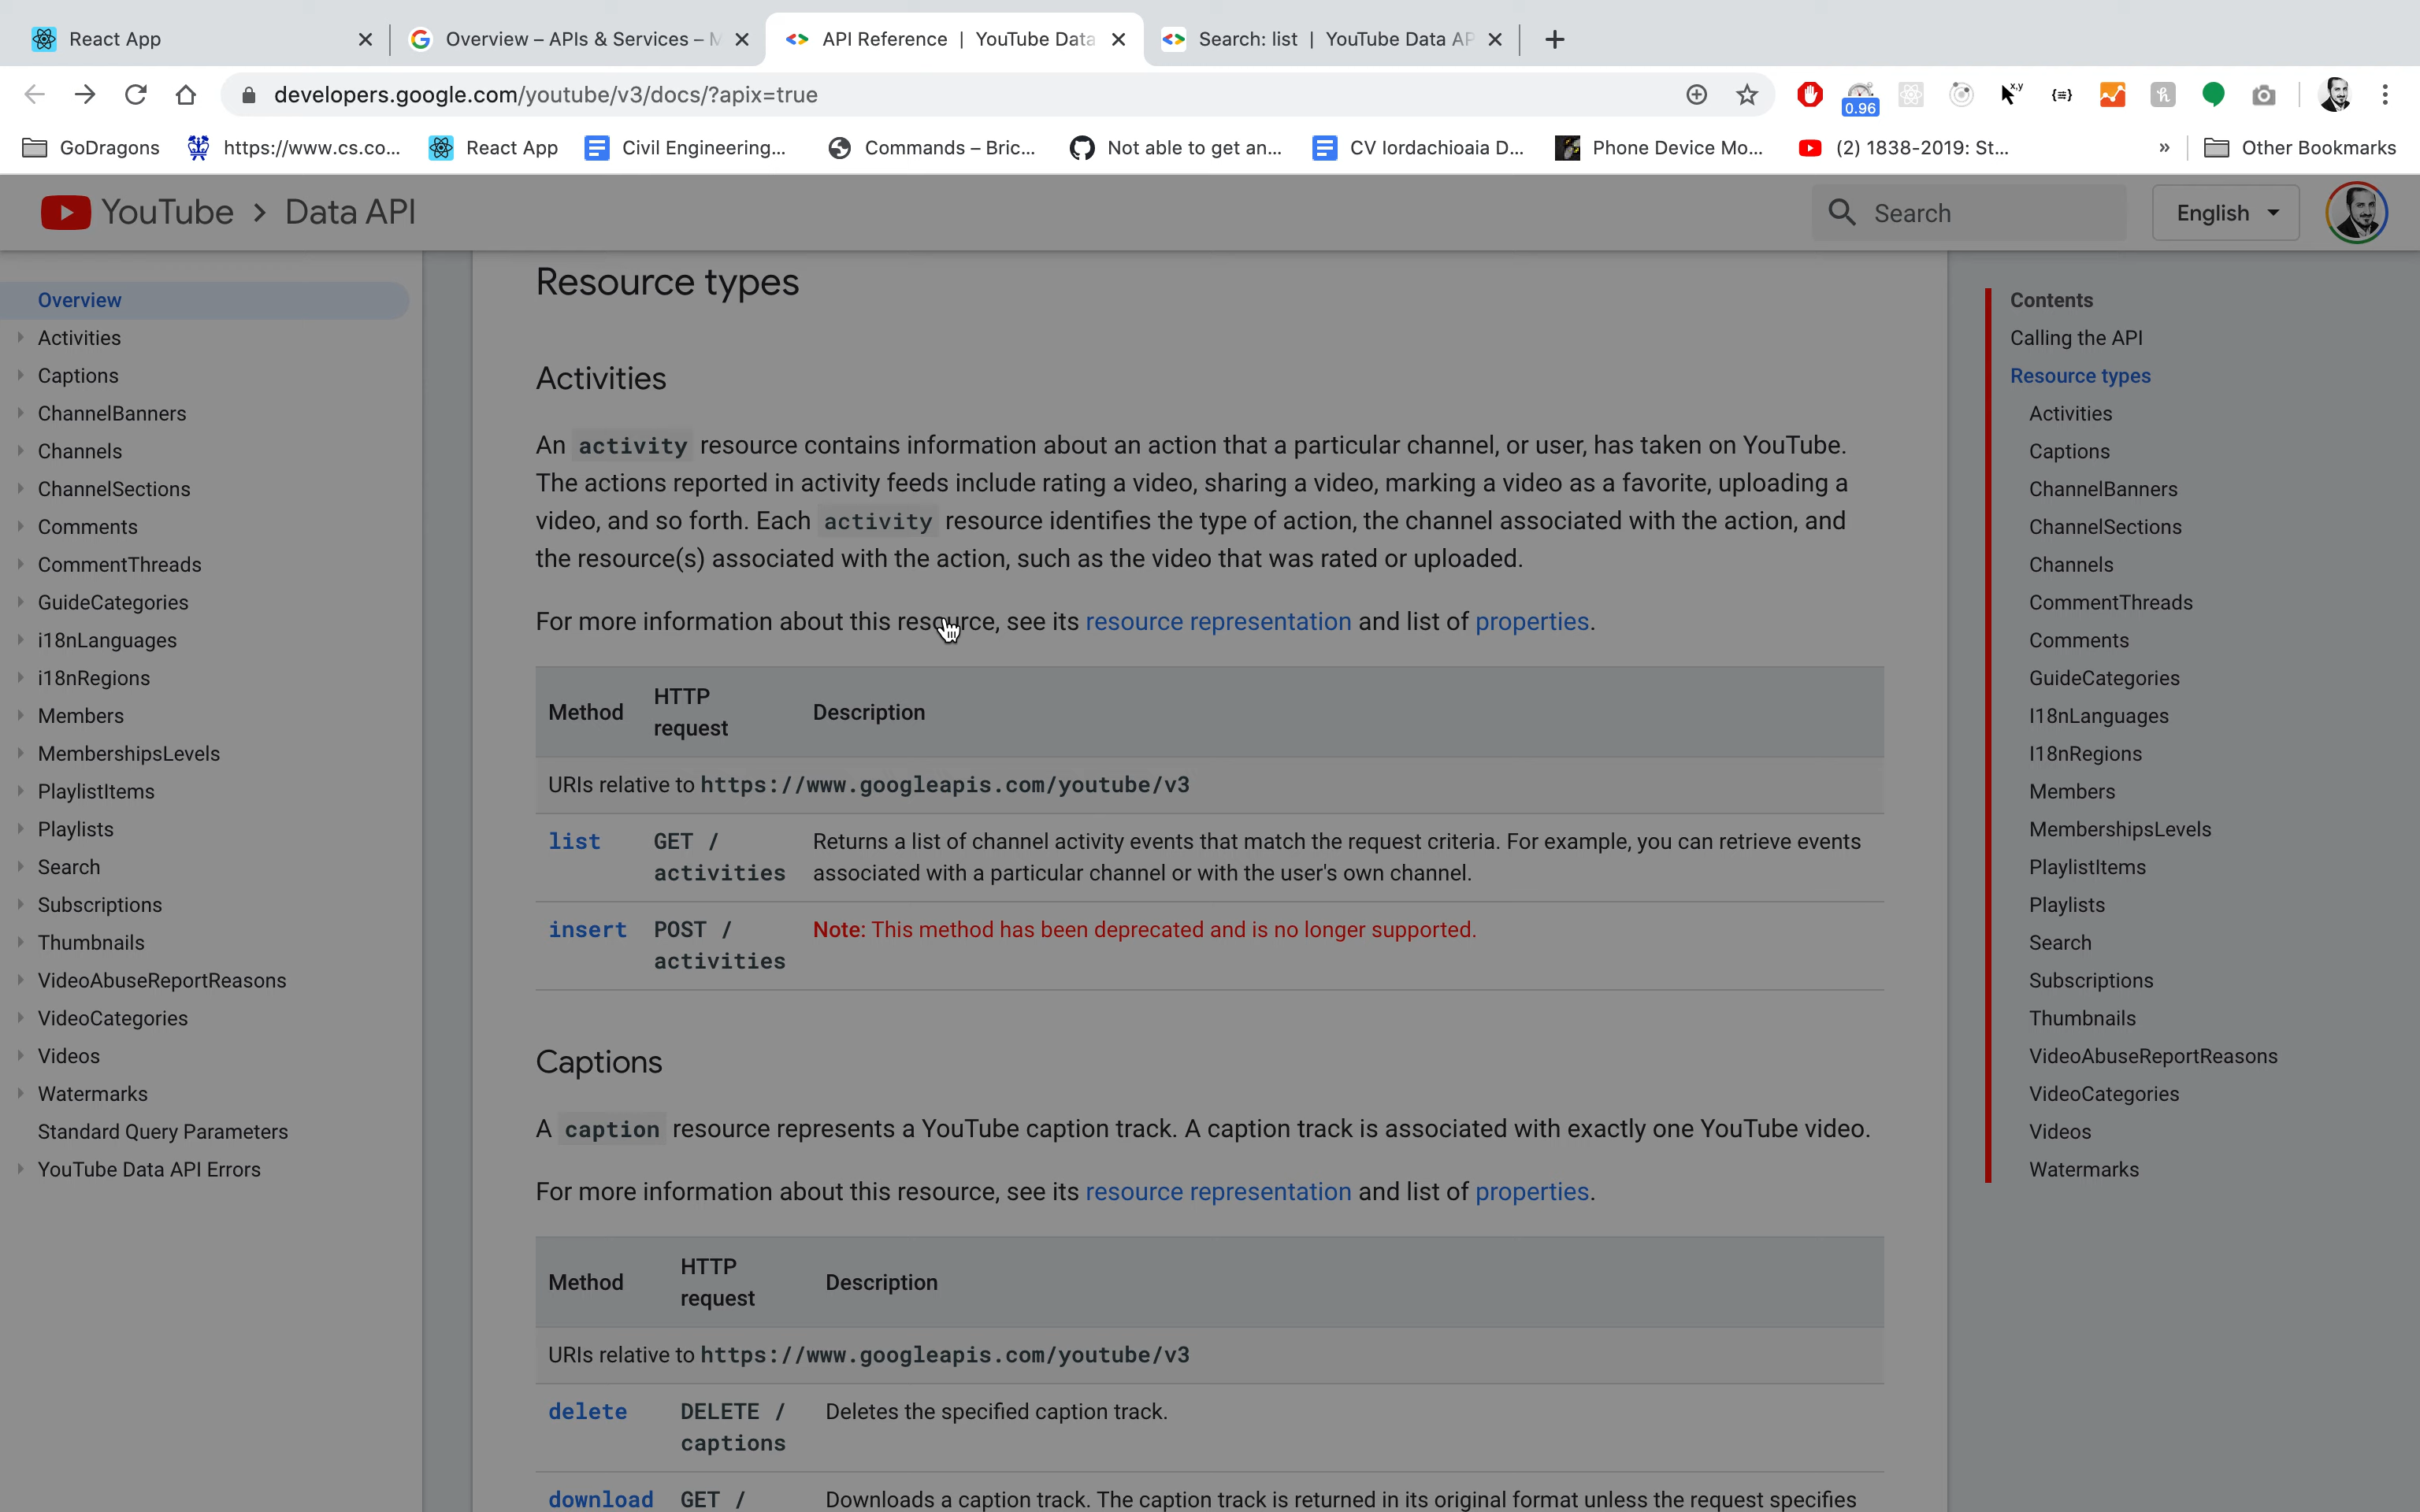 React App
Overview – APIs & Services – M
API Reference | YouTube Data
Search: list | YouTube Data AP
developers.google.com/youtube/v3/docs/?apix=true
0.96
x,y
{≡}
GoDragons
https://www.cs.co...
React App
Civil Engineering...
Commands – Bric...
Not able to get an...
CV Iordachioaia D...
Phone Device Mo...
(2) 1838-2019: St...
»
Other Bookmarks
YouTube > Data API
Search
English
Overview
Activities
Captions
ChannelBanners
Channels
ChannelSections
Comments
CommentThreads
GuideCategories
i18nLanguages
i18nRegions
Members
MembershipsLevels
PlaylistItems
Playlists
Search
Subscriptions
Thumbnails
VideoAbuseReportReasons
VideoCategories
Videos
Watermarks
Standard Query Parameters
YouTube Data API Errors
Resource types
Activities
An activity resource contains information about an action that a particular channel, or user, has taken on YouTube.
The actions reported in activity feeds include rating a video, sharing a video, marking a video as a favorite, uploading a
video, and so forth. Each activity resource identifies the type of action, the channel associated with the action, and
the resource(s) associated with the action, such as the video that was rated or uploaded.
For more information about this resource, see its resource representation and list of properties.
Method HTTP request Description
URIs relative to https://www.googleapis.com/youtube/v3
list GET / Returns a list of channel activity events that match the request criteria. For example, you can retrieve events
activities associated with a particular channel or with the user's own channel.
insert POST / Note: This method has been deprecated and is no longer supported.
activities
Captions
A caption resource represents a YouTube caption track. A caption track is associated with exactly one YouTube video.
For more information about this resource, see its resource representation and list of properties.
Method HTTP request Description
URIs relative to https://www.googleapis.com/youtube/v3
delete DELETE / Deletes the specified caption track.
captions
download GET / Downloads a caption track. The caption track is returned in its original format unless the request specifies
Contents
Calling the API
Resource types
Activities
Captions
ChannelBanners
ChannelSections
Channels
CommentThreads
Comments
GuideCategories
I18nLanguages
I18nRegions
Members
MembershipsLevels
PlaylistItems
Playlists
Search
Subscriptions
Thumbnails
VideoAbuseReportReasons
VideoCategories
Videos
Watermarks